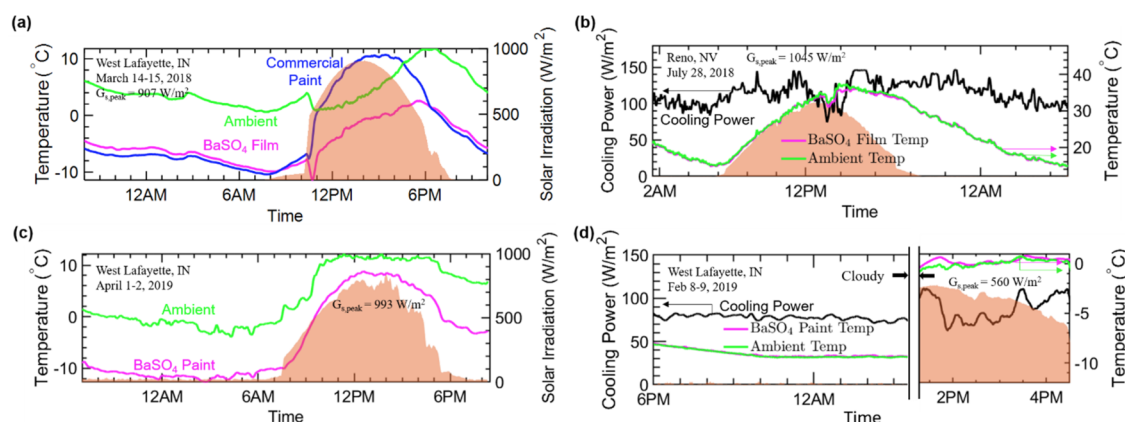 (a)
West Lafayette, IN
March 14-15, 2018
Gs,peak = 907 W/m²
Commercial
Paint
Ambient
BaSO₄ Film
Temperature (°C)
10
0
-10
12AM 6AM 12PM 6PM
Time
1000
500
0
Solar Irradiation (W/m²)
(b)
Reno, NV
July 28, 2018
Gs,peak = 1045 W/m²
Cooling Power
BaSO₄ Film Temp
Ambient Temp
Cooling Power (W/m²)
150
100
50
0
2AM 12PM 12AM
Time
40
30
20
Temperature (°C)
(c)
West Lafayette, IN
April 1-2, 2019
Gs,peak = 993 W/m²
Ambient
BaSO₄ Paint
Temperature (°C)
10
0
-10
12AM 6AM 12PM 6PM
Time
1000
500
0
Solar Irradiation (W/m²)
(d)
West Lafayette, IN
Feb 8-9, 2019
Cloudy
Gs,peak = 560 W/m²
Cooling Power
BaSO₄ Paint Temp
Ambient Temp
Cooling Power (W/m²)
150
100
50
0
6PM 12AM 2PM 4PM
Time
0
-5
-10
Temperature (°C)